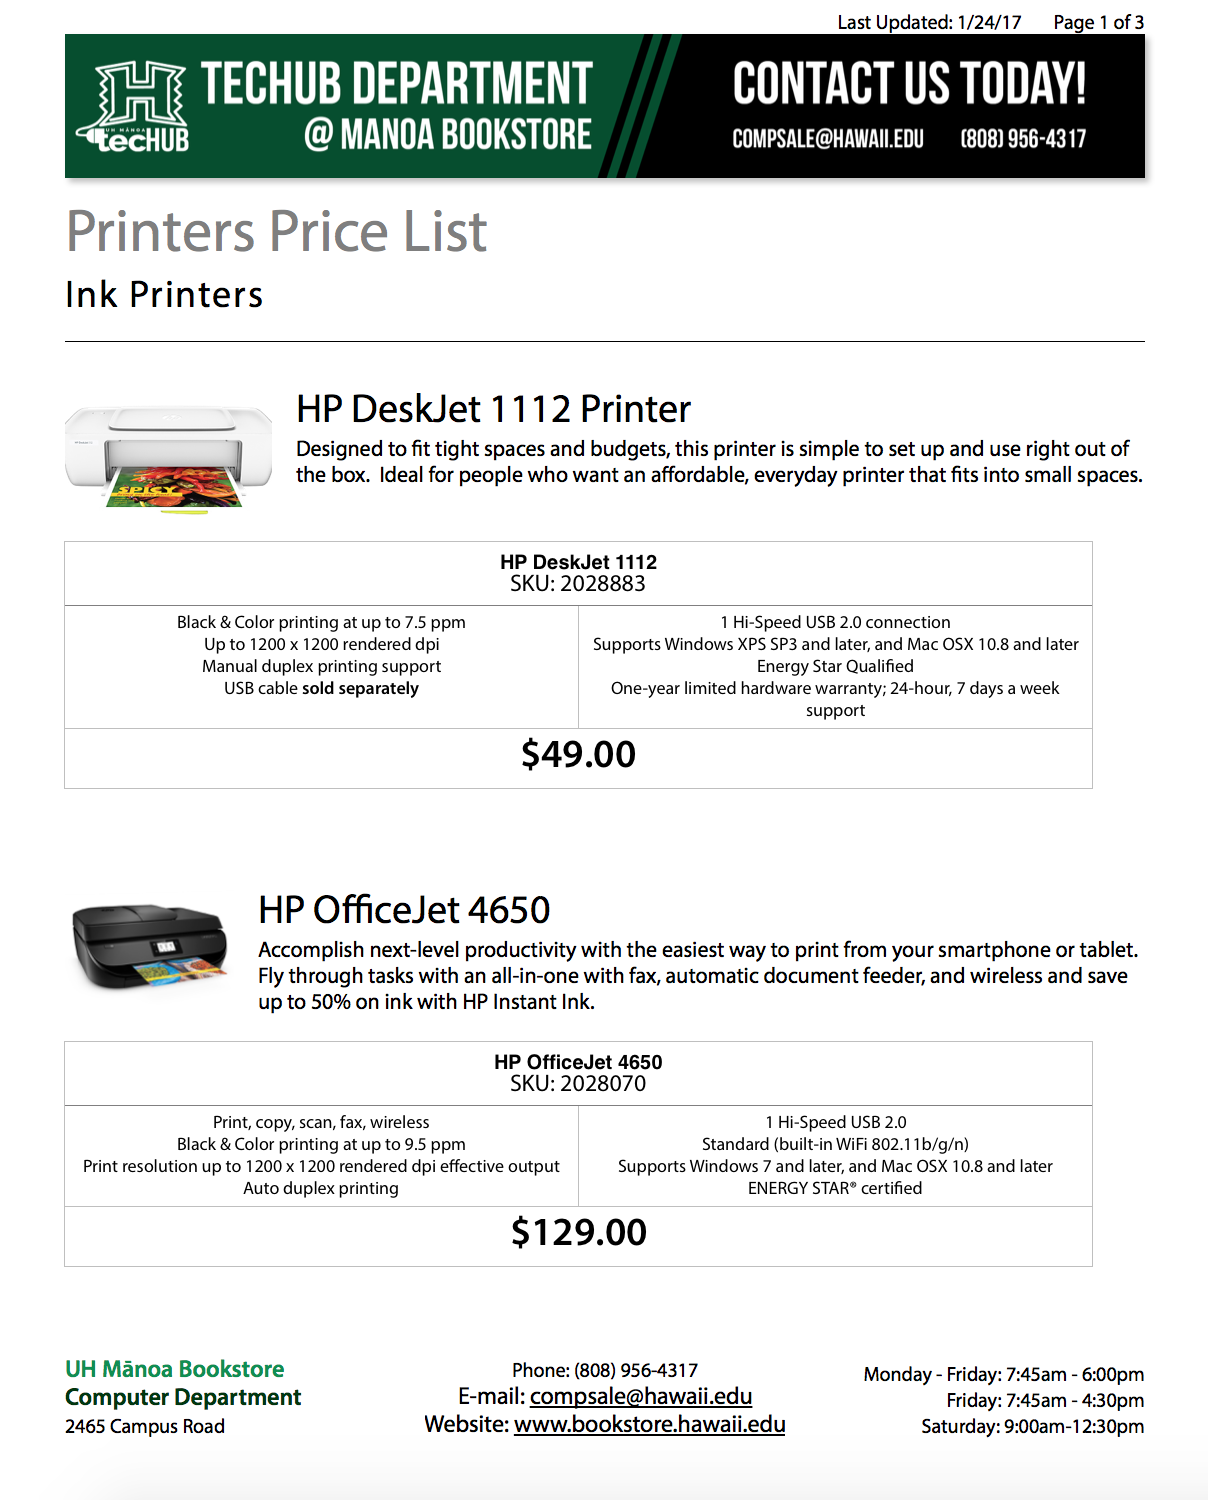 Last Updated: 1/24/17 Page 1 of 3
TECHUB DEPARTMENT
@ MANOA BOOKSTORE
H
UH MĀNOA
tecHUB
CONTACT US TODAY!
COMPSALE@HAWAII.EDU (808) 956-4317
Printers Price List
Ink Printers
HP DeskJet 1112 Printer
Designed to fit tight spaces and budgets, this printer is simple to set up and use right out of
the box. Ideal for people who want an affordable, everyday printer that fits into small spaces.
SPICY
HP DeskJet 1112
SKU: 2028883
Black & Color printing at up to 7.5 ppm
Up to 1200 x 1200 rendered dpi
Manual duplex printing support
USB cable sold separately
1 Hi-Speed USB 2.0 connection
Supports Windows XPS SP3 and later, and Mac OSX 10.8 and later
Energy Star Qualified
One-year limited hardware warranty; 24-hour, 7 days a week
support
$49.00
HP OfficeJet 4650
Accomplish next-level productivity with the easiest way to print from your smartphone or tablet.
Fly through tasks with an all-in-one with fax, automatic document feeder, and wireless and save
up to 50% on ink with HP Instant Ink.
HP OfficeJet 4650
SKU: 2028070
Print, copy, scan, fax, wireless
Black & Color printing at up to 9.5 ppm
Print resolution up to 1200 x 1200 rendered dpi effective output
Auto duplex printing
1 Hi-Speed USB 2.0
Standard (built-in WiFi 802.11b/g/n)
Supports Windows 7 and later, and Mac OSX 10.8 and later
ENERGY STAR® certified
$129.00
UH Mānoa Bookstore
Computer Department
2465 Campus Road
Phone: (808) 956-4317
E-mail: compsale@hawaii.edu
Website: www.bookstore.hawaii.edu
Monday - Friday: 7:45am - 6:00pm
Friday: 7:45am - 4:30pm
Saturday: 9:00am-12:30pm